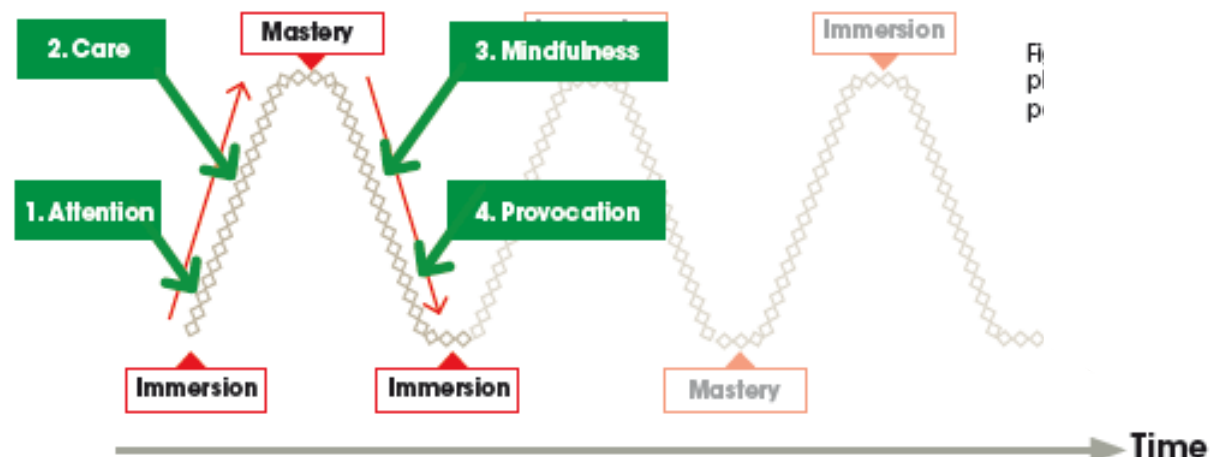 2. Care
Mastery
3. Mindfulness
Immersion
1. Attention
4. Provocation
Immersion
Immersion
Mastery
Time